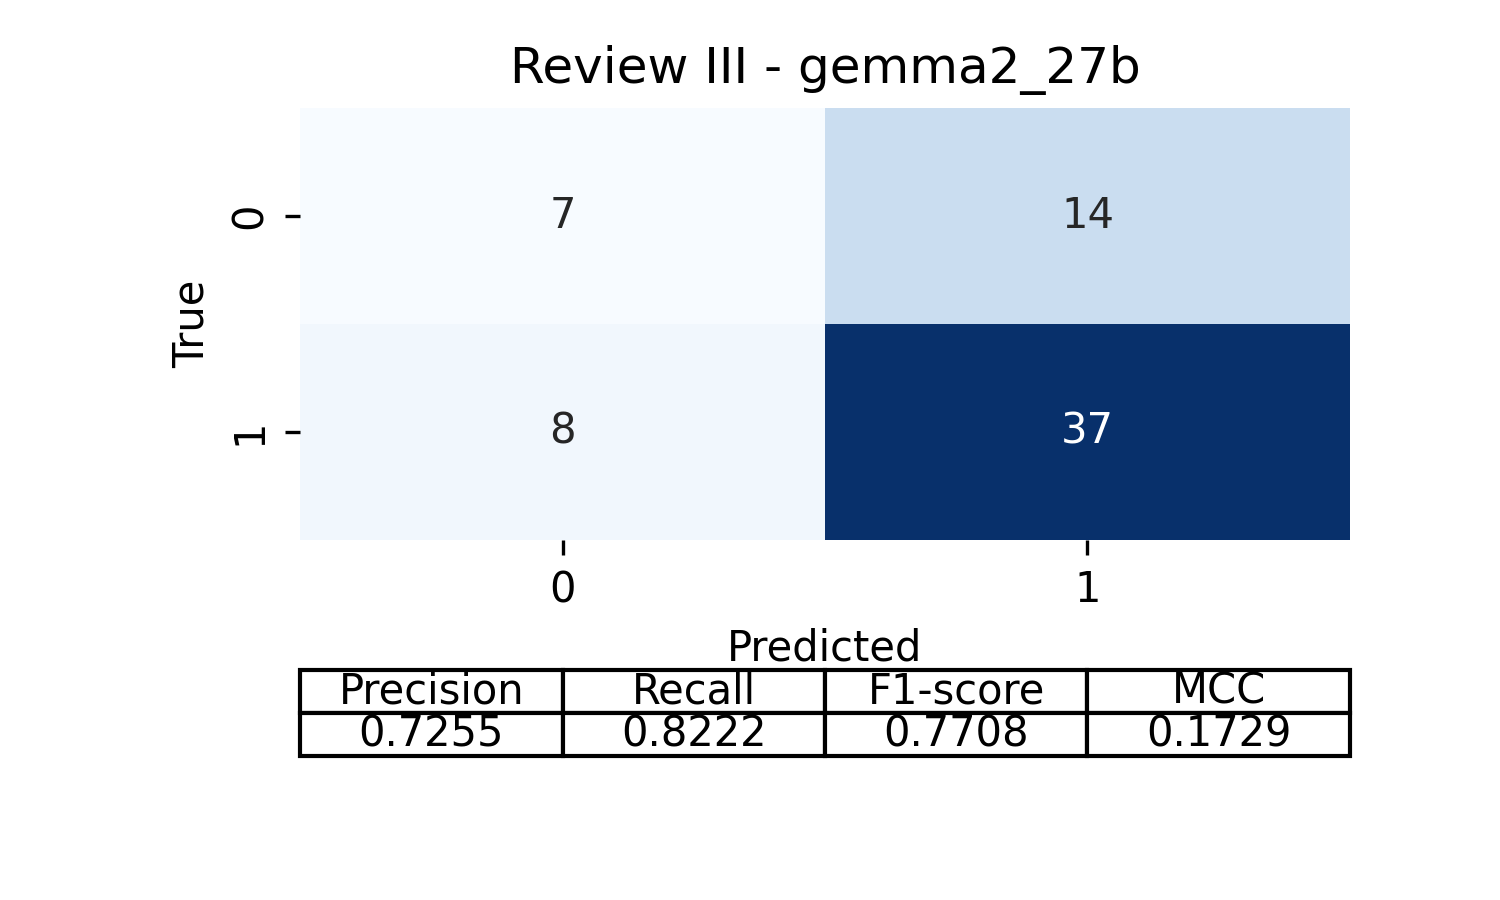 Review III - gemma2_27b
0 7 14
True
1 8 37
0 1
Predicted
Precision Recall F1-score MCC
0.7255 0.8222 0.7708 0.1729